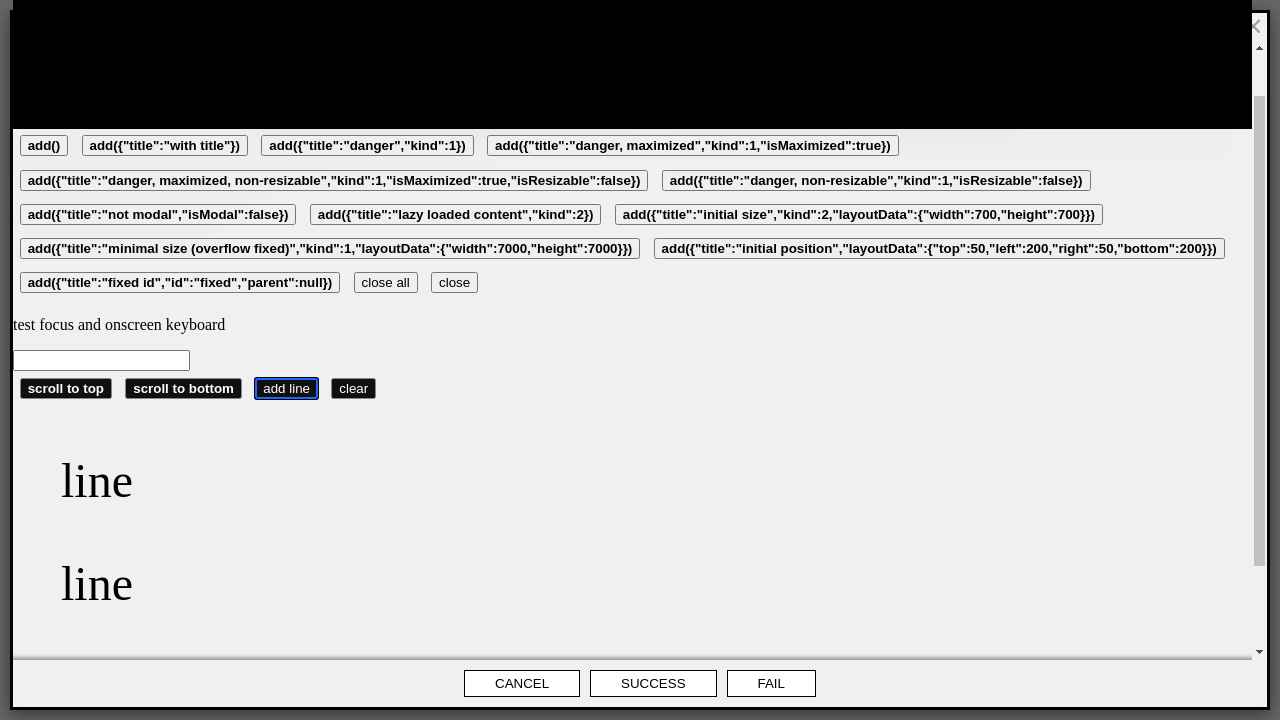 add() add({"title":"with title"}) add({"title":"danger","kind":1}) add({"title":"danger, maximized","kind":1,"isMaximized":true})
add({"title":"danger, maximized, non-resizable","kind":1,"isMaximized":true,"isResizable":false}) add({"title":"danger, non-resizable","kind":1,"isResizable":false})
add({"title":"not modal","isModal":false}) add({"title":"lazy loaded content","kind":2}) add({"title":"initial size","kind":2,"layoutData":{"width":700,"height":700}})
add({"title":"minimal size (overflow fixed)","kind":1,"layoutData":{"width":7000,"height":7000}}) add({"title":"initial position","layoutData":{"top":50,"left":200,"right":50,"bottom":200}})
add({"title":"fixed id","id":"fixed","parent":null}) close all close
test focus and onscreen keyboard
scroll to top scroll to bottom add line clear
line
line
CANCEL SUCCESS FAIL